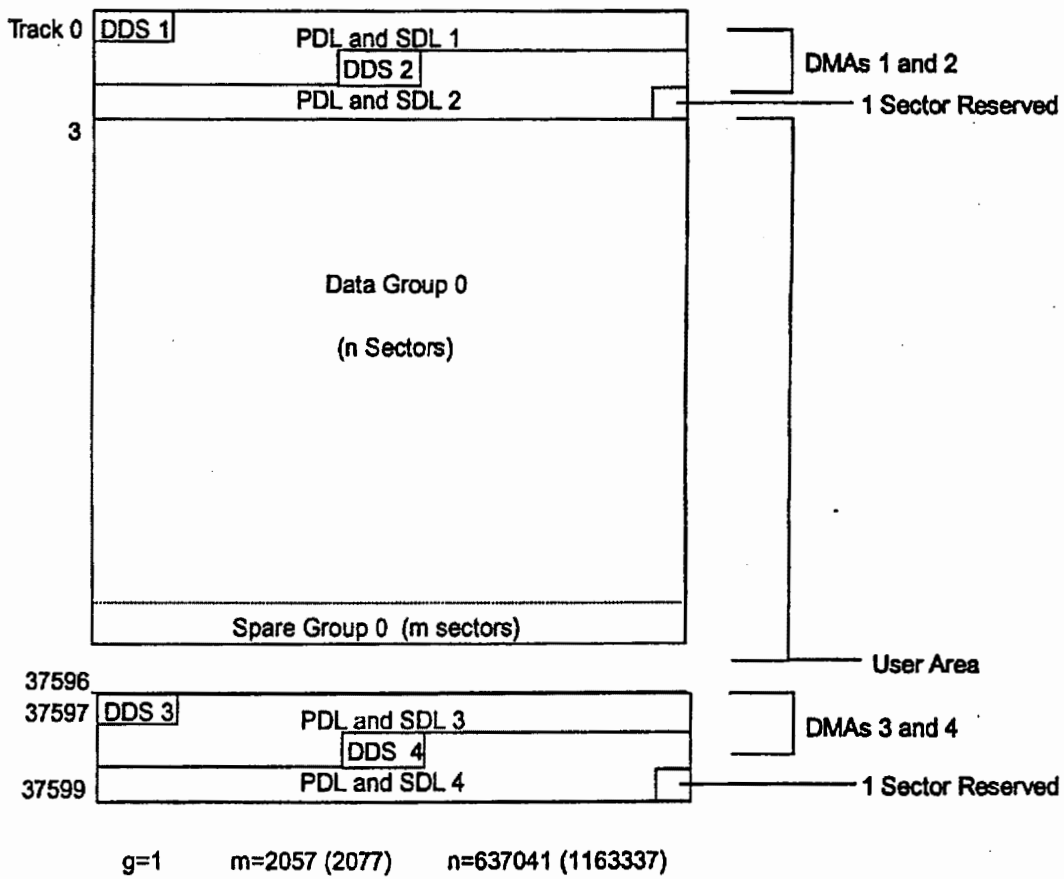 Track 0 DDS 1 PDL and SDL 1
DDS 2
DMAs 1 and 2
PDL and SDL 2
1 Sector Reserved
3
Data Group 0
(n Sectors)
Spare Group 0 (m sectors)
User Area
37596
37597 DDS 3 PDL and SDL 3
DMAs 3 and 4
DDS 4
37599 PDL and SDL 4
1 Sector Reserved
g=1 m=2057 (2077) n=637041 (1163337)